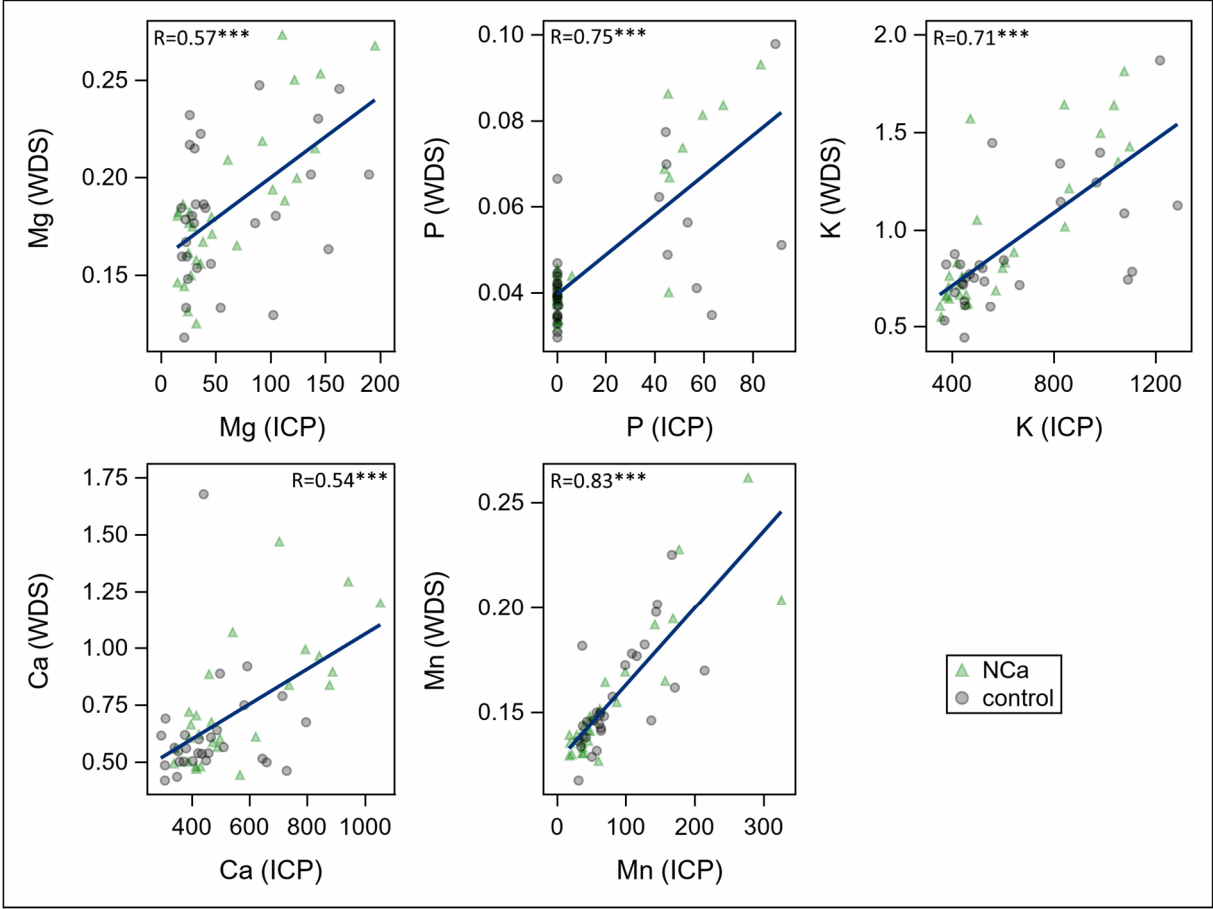 R=0.57***
0.25
0.20
0.15
Mg (WDS)
0 50 100 150 200
Mg (ICP)
R=0.75***
0.10
0.08
0.06
0.04
P (WDS)
0 20 40 60 80
P (ICP)
R=0.71***
2.0
1.5
1.0
0.5
K (WDS)
400 800 1200
K (ICP)
R=0.54***
1.75
1.50
1.25
1.00
0.75
0.50
Ca (WDS)
400 600 800 1000
Ca (ICP)
R=0.83***
0.25
0.20
0.15
Mn (WDS)
0 100 200 300
Mn (ICP)
NCa
control